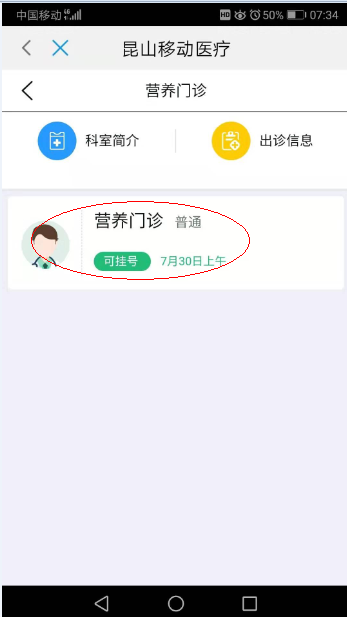 中国移动 4G HD 50% 07:34
昆山移动医疗
营养门诊
科室简介 出诊信息
营养门诊 普通
可挂号 7月30日上午